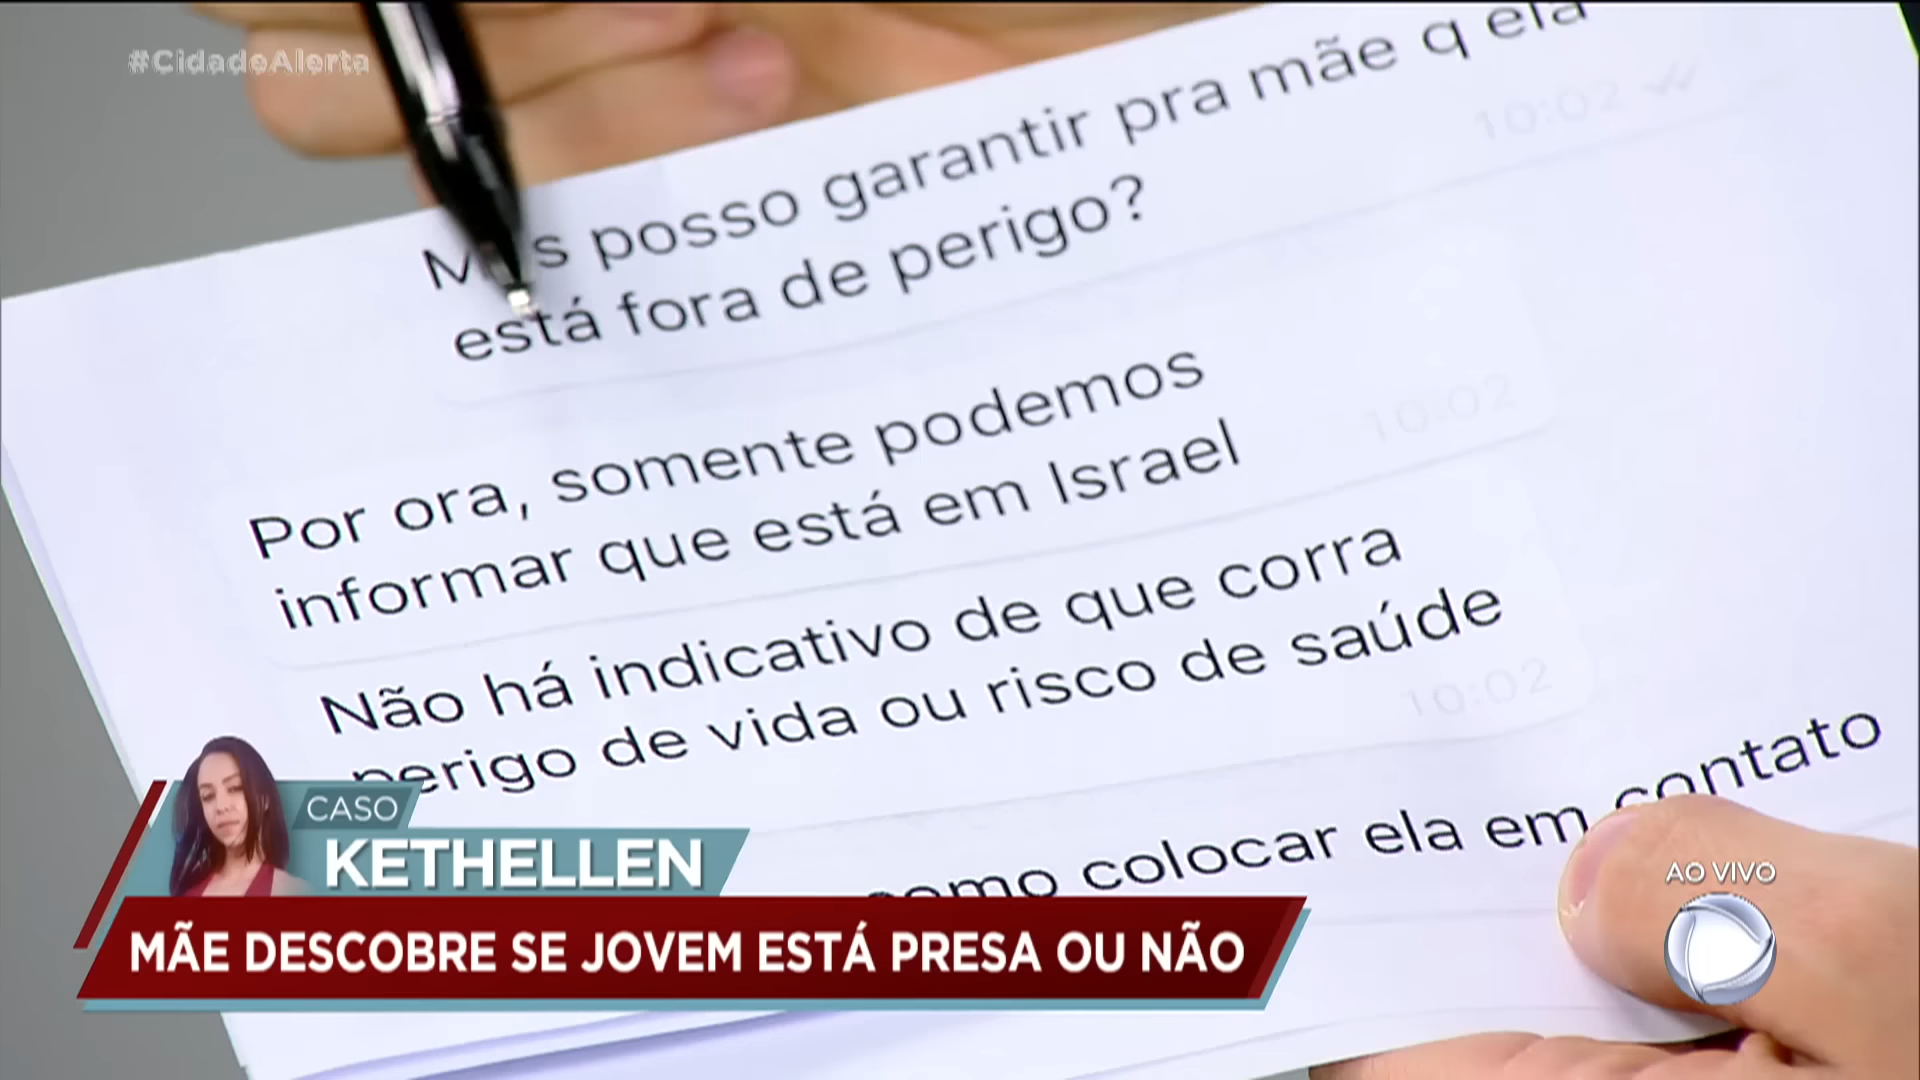 #CidadeAlerta
posso garantir pra mãe q ela
10:02
está fora de perigo?
Por ora, somente podemos
informar que está em Israel
10:02
Não há indicativo de que corra
perigo de vida ou risco de saúde
10:02
como colocar ela em contato
CASO
KETHELLEN
MÃE DESCOBRE SE JOVEM ESTÁ PRESA OU NÃO
AO VIVO